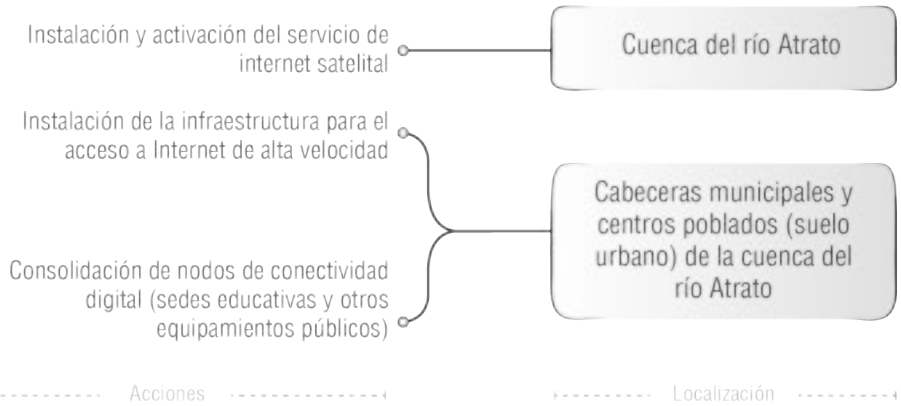 Instalación y activación del servicio de
internet satelital
Cuenca del río Atrato
Instalación de la infraestructura para el
acceso a Internet de alta velocidad
Consolidación de nodos de conectividad
digital (sedes educativas y otros
equipamientos públicos)
Cabeceras municipales y
centros poblados (suelo
urbano) de la cuenca del
río Atrato
Acciones
Localización